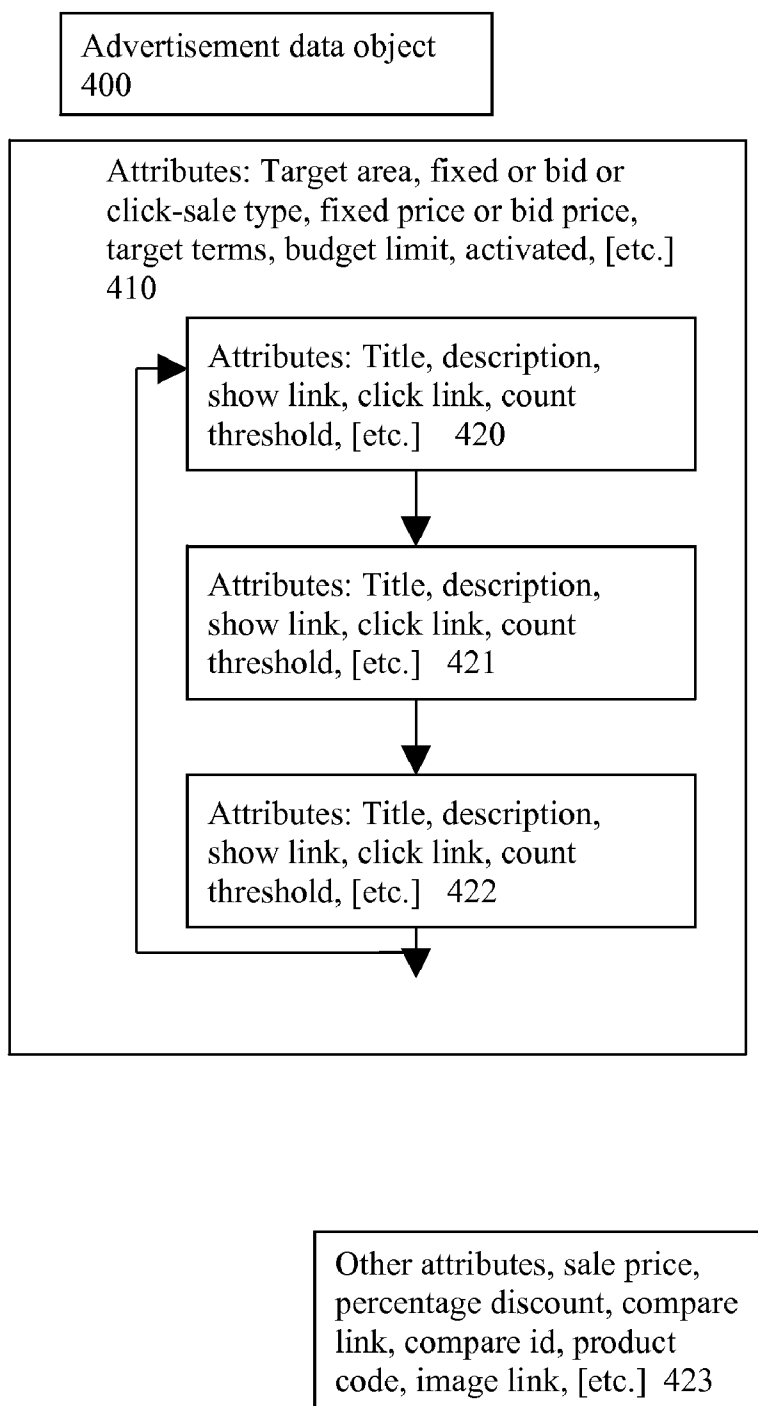 Advertisement data object
400
Attributes: Target area, fixed or bid or
click-sale type, fixed price or bid price,
target terms, budget limit, activated, [etc.]
410
Attributes: Title, description,
show link, click link, count
threshold, [etc.] 420
Attributes: Title, description,
show link, click link, count
threshold, [etc.] 421
Attributes: Title, description,
show link, click link, count
threshold, [etc.] 422
Other attributes, sale price,
percentage discount, compare
link, compare id, product
code, image link, [etc.] 423